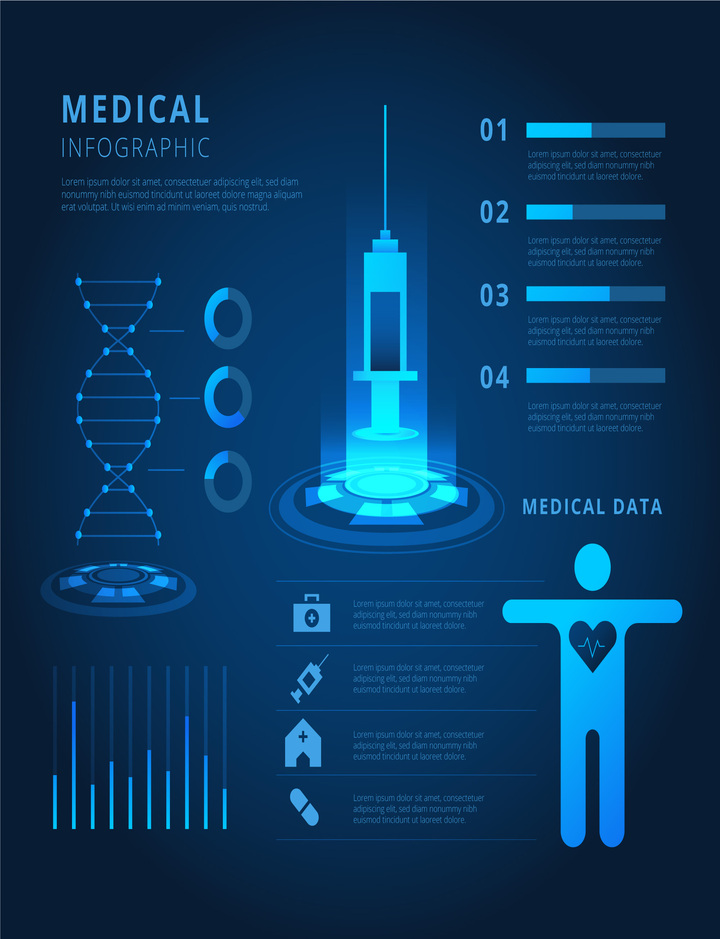 MEDICAL
INFOGRAPHIC
Lorem ipsum dolor sit amet, consectetuer adipiscing elit, sed diam
nonummy nibh euismod tincidunt ut laoreet dolore magna aliquam
erat volutpat. Ut wisi enim ad minim veniam, quis nostrud.
01
Lorem ipsum dolor sit amet, consectetuer
adipiscing elit, sed diam nonummy nibh
euismod tincidunt ut laoreet dolore.
02
Lorem ipsum dolor sit amet, consectetuer
adipiscing elit, sed diam nonummy nibh
euismod tincidunt ut laoreet dolore.
03
Lorem ipsum dolor sit amet, consectetuer
adipiscing elit, sed diam nonummy nibh
euismod tincidunt ut laoreet dolore.
04
Lorem ipsum dolor sit amet, consectetuer
adipiscing elit, sed diam nonummy nibh
euismod tincidunt ut laoreet dolore.
MEDICAL DATA
Lorem ipsum dolor sit amet, consectetuer
adipiscing elit, sed diam nonummy nibh
euismod tincidunt ut laoreet dolore.
Lorem ipsum dolor sit amet, consectetuer
adipiscing elit, sed diam nonummy nibh
euismod tincidunt ut laoreet dolore.
Lorem ipsum dolor sit amet, consectetuer
adipiscing elit, sed diam nonummy nibh
euismod tincidunt ut laoreet dolore.
Lorem ipsum dolor sit amet, consectetuer
adipiscing elit, sed diam nonummy nibh
euismod tincidunt ut laoreet dolore.